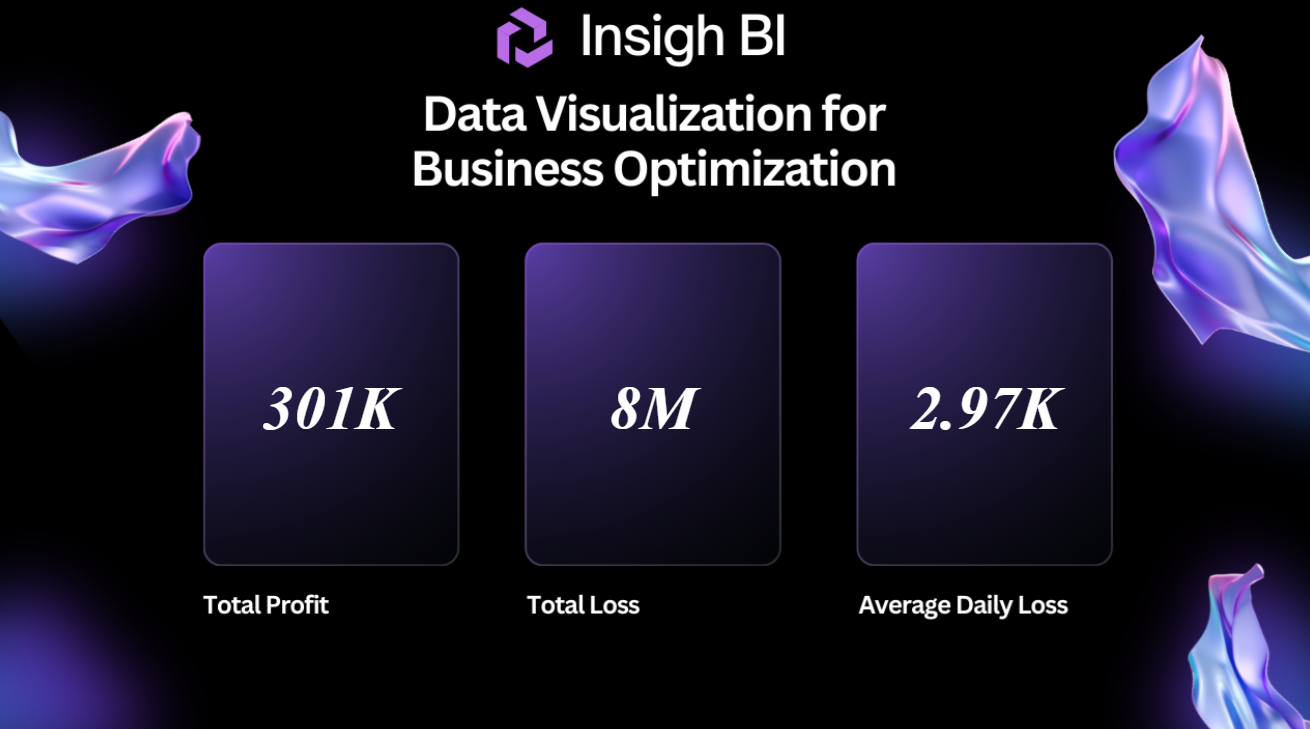 Insigh BI
Data Visualization for
Business Optimization
301K
8M
2.97K
Total Profit
Total Loss
Average Daily Loss